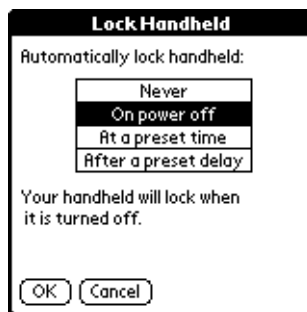 Lock Handheld
Automatically lock handheld:
Never
On power off
At a preset time
After a preset delay
Your handheld will lock when
it is turned off.
OK Cancel